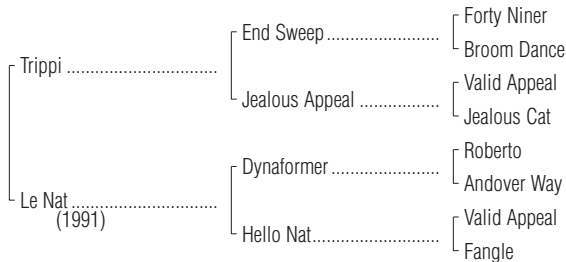 Forty Niner
End Sweep ........................
Broom Dance
Trippi ................................
Valid Appeal
Jealous Appeal .................
Jealous Cat
Roberto
Dynaformer.......................
Andover Way
Le Nat...............................
(1991)
Valid Appeal
Hello Nat...........................
Fangle